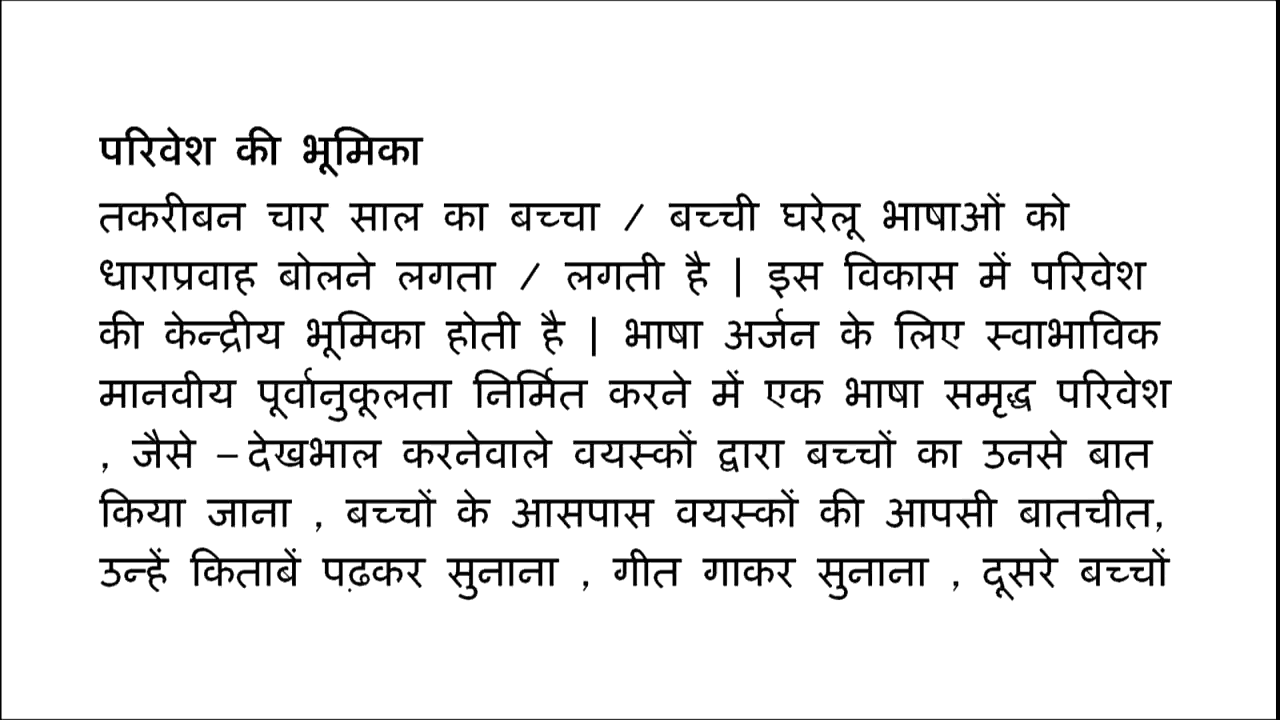 परिवेश की भूमिका
तकरीबन चार साल का बच्चा / बच्ची घरेलू भाषाओं को
धाराप्रवाह बोलने लगता / लगती है | इस विकास में परिवेश
की केन्द्रीय भूमिका होती है | भाषा अर्जन के लिए स्वाभाविक
मानवीय पूर्वानुकूलता निर्मित करने में एक भाषा समृद्ध परिवेश
, जैसे –देखभाल करनेवाले वयस्कों द्वारा बच्चों का उनसे बात
किया जाना , बच्चों के आसपास वयस्कों की आपसी बातचीत,
उन्हें किताबें पढ़कर सुनाना , गीत गाकर सुनाना , दूसरे बच्चों